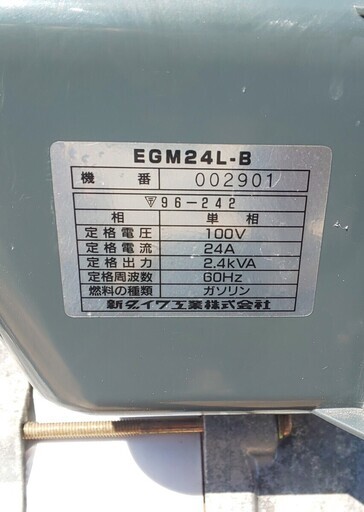 EGM24L-B
機番 002901
〒96-242
相 単相
定格電圧 100V
定格電流 24A
定格出力 2.4kVA
定格周波数 60Hz
燃料の種類 ガソリン
新ダイワ工業株式会社